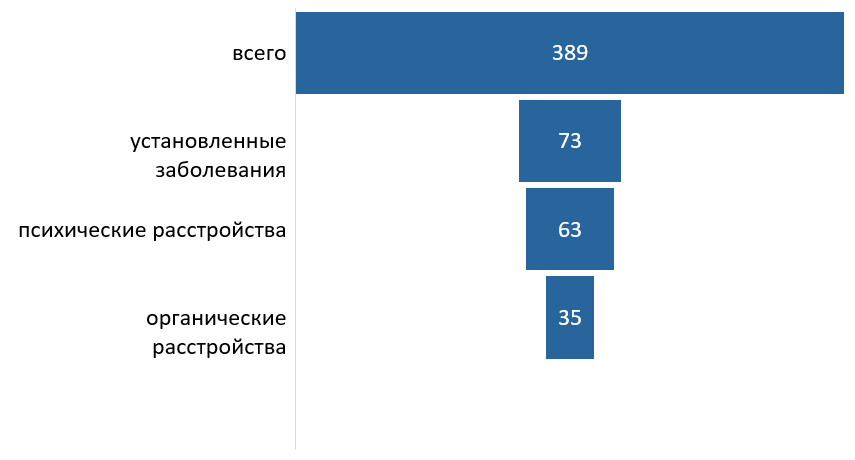 всего
389
установленные
заболевания
73
психические расстройства
63
органические
расстройства
35